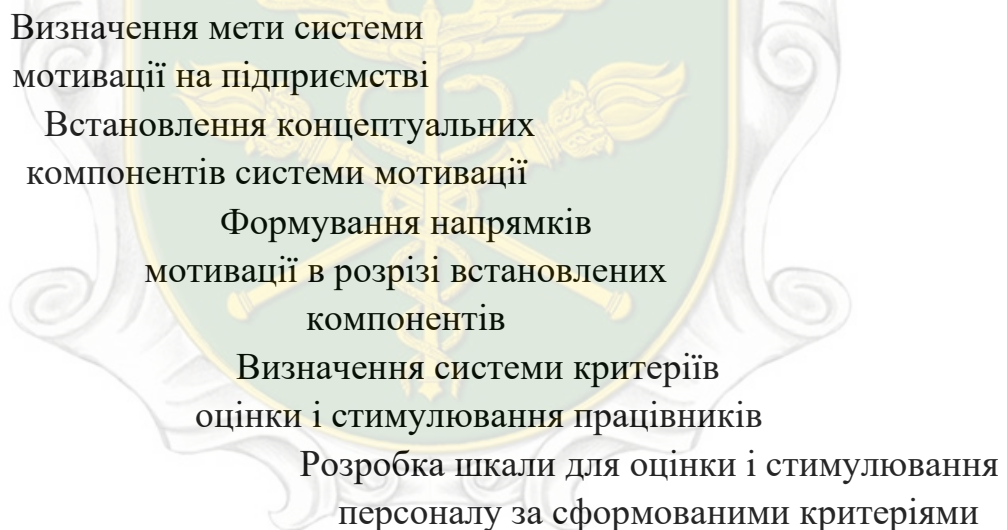 Визначення мети системи
мотивації на підприємстві
Встановлення концептуальних
компонентів системи мотивації
Формування напрямків
мотивації в розрізі встановлених
компонентів
Визначення системи критеріїв
оцінки і стимулювання працівників
Розробка шкали для оцінки і стимулювання
персоналу за сформованими критеріями